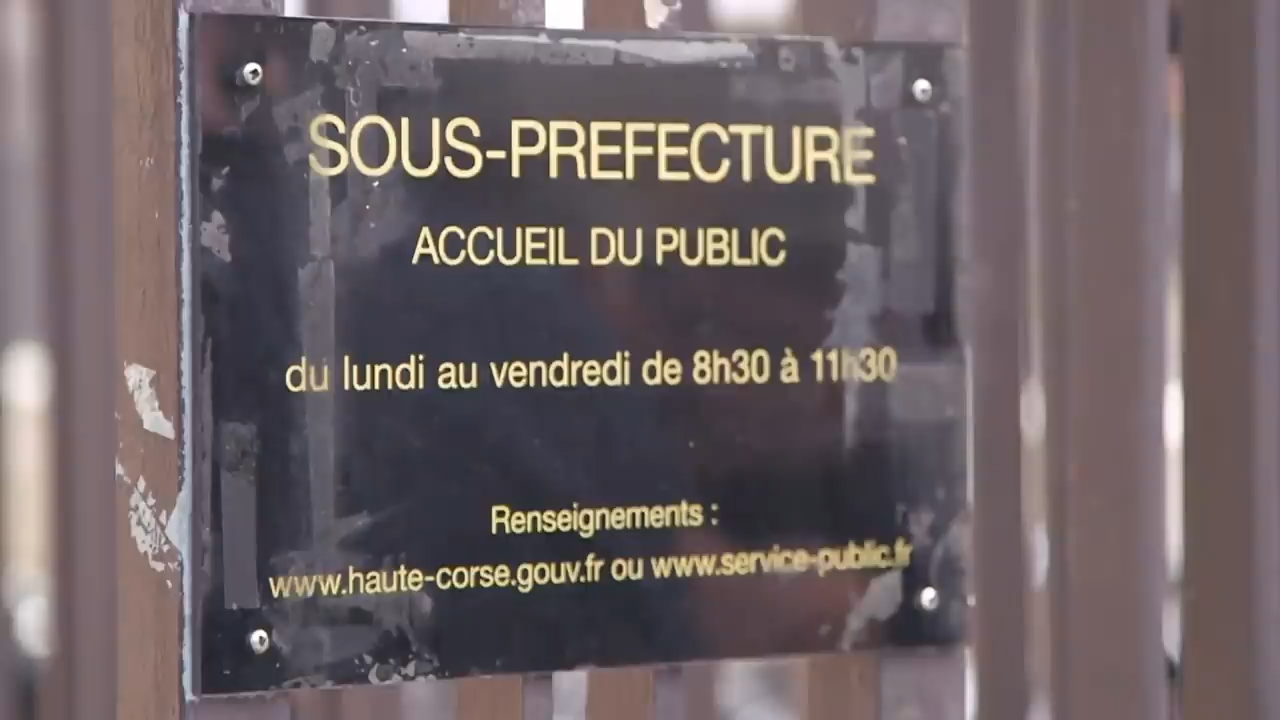 SOUS-PREFECTURE
ACCUEIL DU PUBLIC
du lundi au vendredi de 8h30 à 11h30
Renseignements :
www.haute-corse.gouv.fr ou www.service-public.fr